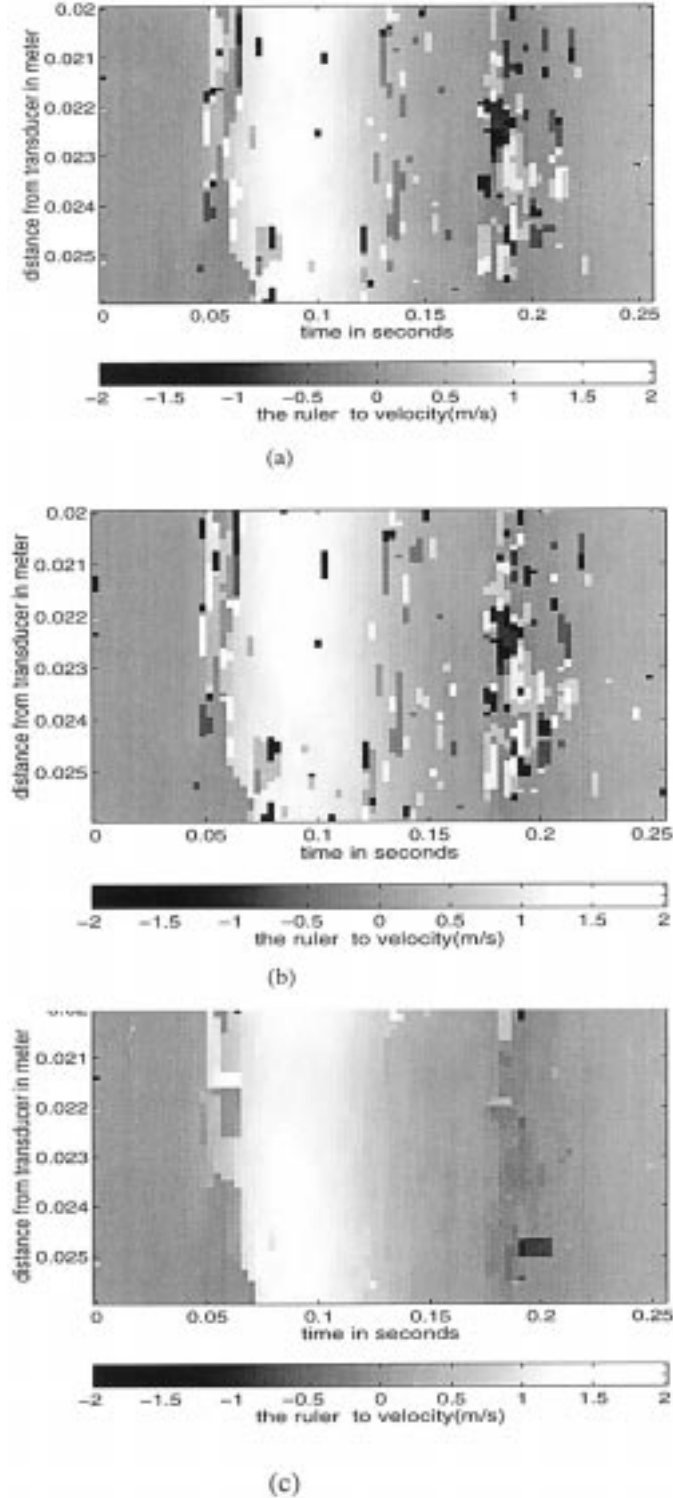 0.02
0.021
0.022
0.023
0.024
0.025
distance from transducer in meter
0 0.05 0.1 0.15 0.2 0.25
time in seconds
−2 −1.5 −1 −0.5 0 0.5 1 1.5 2
the ruler to velocity(m/s)
(a)
0.02
0.021
0.022
0.023
0.024
0.025
distance from transducer in meter
0 0.05 0.1 0.15 0.2 0.25
time in seconds
−2 −1.5 −1 −0.5 0 0.5 1 1.5 2
the ruler to velocity(m/s)
(b)
0.02
0.021
0.022
0.023
0.024
0.025
distance from transducer in meter
0 0.05 0.1 0.15 0.2 0.25
time in seconds
−2 −1.5 −1 −0.5 0 0.5 1 1.5 2
the ruler to velocity(m/s)
(c)